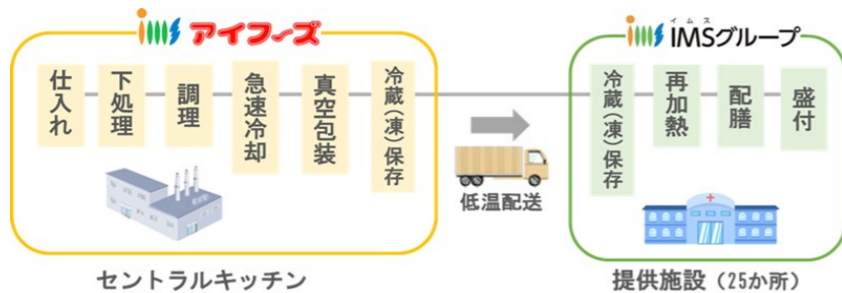 ims アイフーズ
仕入れ
下処理
調理
急速冷却
真空包装
冷蔵(凍)保存
セントラルキッチン
低温配送
イムス
ims IMSグループ
冷蔵(凍)保存
再加熱
配膳
盛付
提供施設(25か所)